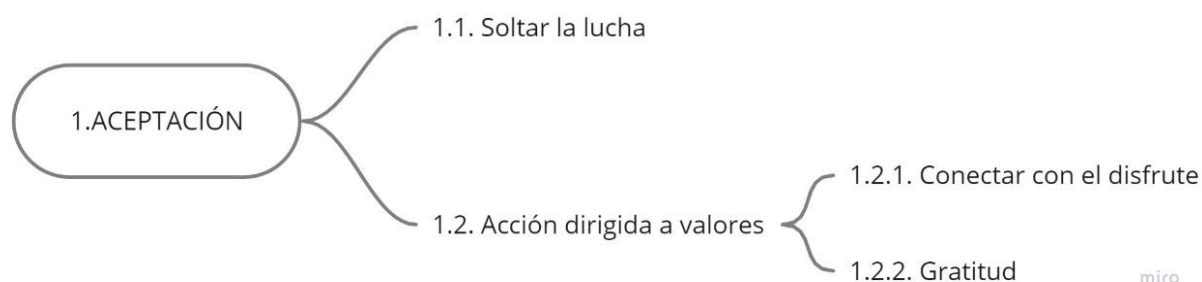 1.1. Soltar la lucha
1.ACEPTACIÓN
1.2.1. Conectar con el disfrute
1.2. Acción dirigida a valores
1.2.2. Gratitud
miro